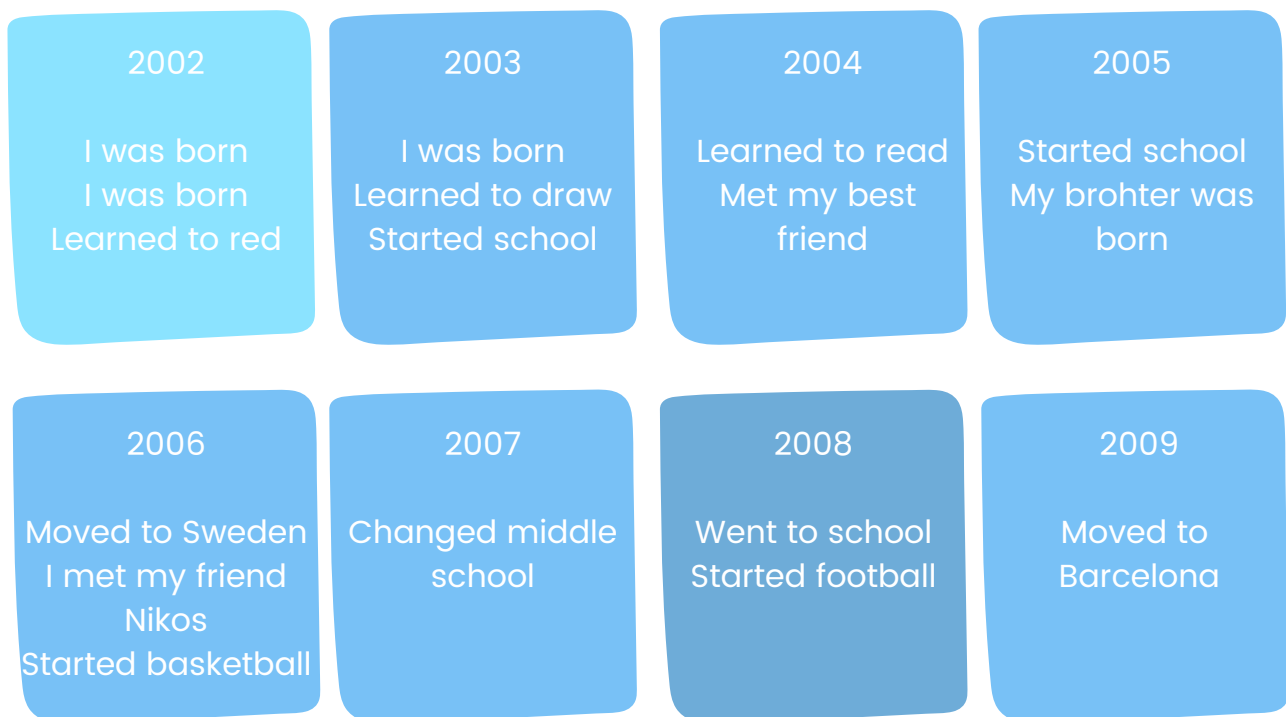 2002
I was born
I was born
Learned to red
2003
I was born
Learned to draw
Started school
2004
Learned to read
Met my best
friend
2005
Started school
My brohter was
born
2006
Moved to Sweden
I met my friend
Nikos
Started basketball
2007
Changed middle
school
2008
Went to school
Started football
2009
Moved to
Barcelona